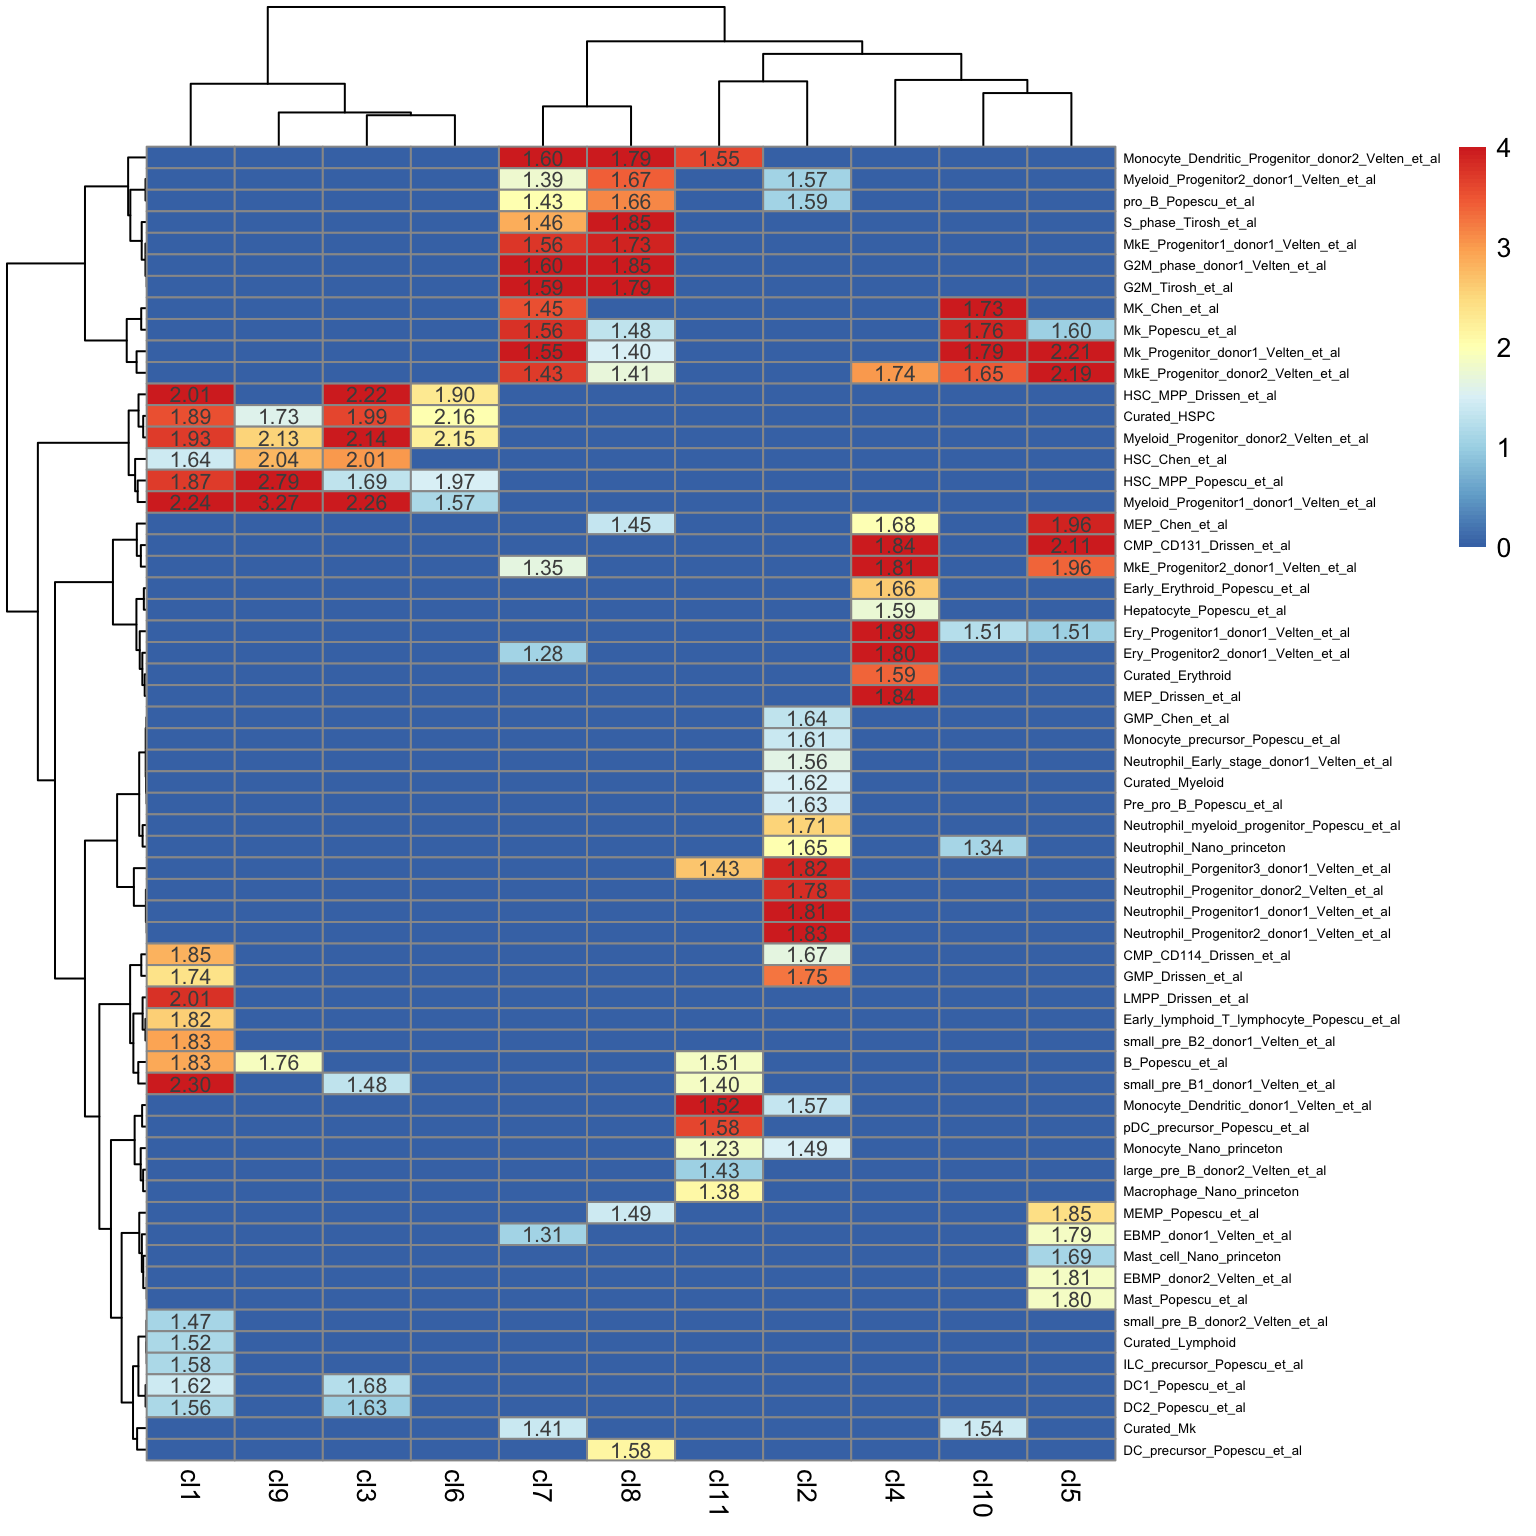 1.60 1.79 1.55 Monocyte_Dendritic_Progenitor_donor2_Velten_et_al 4
1.39 1.67 1.57 Myeloid_Progenitor2_donor1_Velten_et_al
1.43 1.66 1.59 pro_B_Popescu_et_al
1.46 1.85 S_phase_Tirosh_et_al
1.56 1.73 MkE_Progenitor1_donor1_Velten_et_al 3
1.60 1.85 G2M_phase_donor1_Velten_et_al
1.59 1.79 G2M_Tirosh_et_al
1.45 1.73 MK_Chen_et_al
1.56 1.48 1.76 1.60 Mk_Popescu_et_al
1.55 1.40 1.79 2.21 Mk_Progenitor_donor1_Velten_et_al 2
1.43 1.41 1.74 1.65 2.19 MkE_Progenitor_donor2_Velten_et_al
2.01 2.22 1.90 HSC_MPP_Drissen_et_al
1.89 1.73 1.99 2.16 Curated_HSPC
1.93 2.13 2.14 2.15 Myeloid_Progenitor_donor2_Velten_et_al 1
1.64 2.04 2.01 HSC_Chen_et_al
1.87 2.79 1.69 1.97 HSC_MPP_Popescu_et_al
2.24 3.27 2.26 1.57 Myeloid_Progenitor1_donor1_Velten_et_al
1.45 1.68 1.96 MEP_Chen_et_al
1.84 2.11 CMP_CD131_Drissen_et_al 0
1.35 1.81 1.96 MkE_Progenitor2_donor1_Velten_et_al
1.66 Early_Erythroid_Popescu_et_al
1.59 Hepatocyte_Popescu_et_al
1.89 1.51 1.51 Ery_Progenitor1_donor1_Velten_et_al
1.28 1.80 Ery_Progenitor2_donor1_Velten_et_al
1.59 Curated_Erythroid
1.84 MEP_Drissen_et_al
1.64 GMP_Chen_et_al
1.61 Monocyte_precursor_Popescu_et_al
1.56 Neutrophil_Early_stage_donor1_Velten_et_al
1.62 Curated_Myeloid
1.63 Pre_pro_B_Popescu_et_al
1.71 Neutrophil_myeloid_progenitor_Popescu_et_al
1.65 1.34 Neutrophil_Nano_princeton
1.43 1.82 Neutrophil_Porgenitor3_donor1_Velten_et_al
1.78 Neutrophil_Progenitor_donor2_Velten_et_al
1.81 Neutrophil_Progenitor1_donor1_Velten_et_al
1.83 Neutrophil_Progenitor2_donor1_Velten_et_al
1.85 1.67 CMP_CD114_Drissen_et_al
1.74 1.75 GMP_Drissen_et_al
2.01 LMPP_Drissen_et_al
1.82 Early_lymphoid_T_lymphocyte_Popescu_et_al
1.83 small_pre_B2_donor1_Velten_et_al
1.83 1.76 1.51 B_Popescu_et_al
2.30 1.48 1.40 small_pre_B1_donor1_Velten_et_al
1.52 1.57 Monocyte_Dendritic_donor1_Velten_et_al
1.58 pDC_precursor_Popescu_et_al
1.23 1.49 Monocyte_Nano_princeton
1.43 large_pre_B_donor2_Velten_et_al
1.38 Macrophage_Nano_princeton
1.49 1.85 MEMP_Popescu_et_al
1.31 1.79 EBMP_donor1_Velten_et_al
1.69 Mast_cell_Nano_princeton
1.81 EBMP_donor2_Velten_et_al
1.80 Mast_Popescu_et_al
1.47 small_pre_B_donor2_Velten_et_al
1.52 Curated_Lymphoid
1.58 ILC_precursor_Popescu_et_al
1.62 1.68 DC1_Popescu_et_al
1.56 1.63 DC2_Popescu_et_al
1.41 1.54 Curated_Mk
1.58 DC_precursor_Popescu_et_al
cl1 cl9 cl3 cl6 cl7 cl8 cl11 cl2 cl4 cl10 cl5